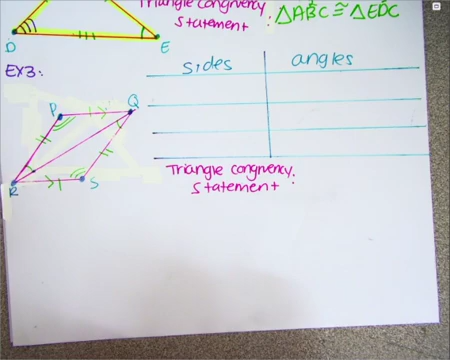 Triangle congruency
Statement : △ABC ≅ △EDC
D
E
EX3:
sides
angles
P
Q
R
S
Triangle congruency
Statement :